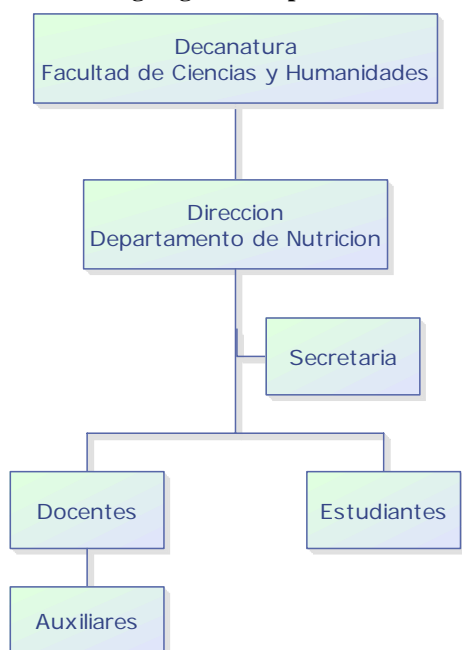 Decanatura
Facultad de Ciencias y Humanidades
Direccion
Departamento de Nutricion
Secretaria
Docentes
Estudiantes
Auxiliares